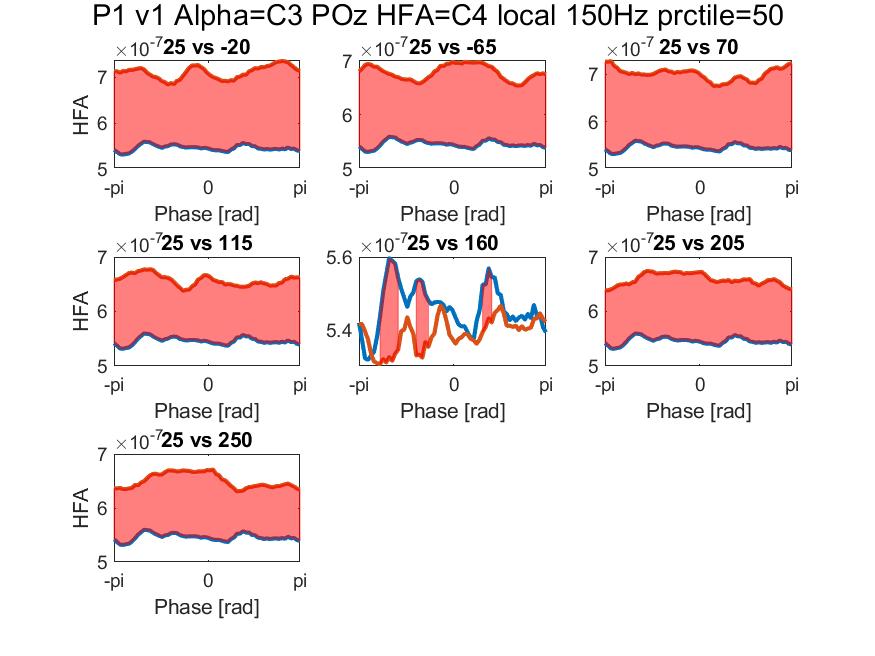 P1 v1 Alpha=C3 POz HFA=C4 local 150Hz prctile=50
×10-7 25 vs -20
7
6
5
HFA
-pi 0 pi
Phase [rad]
×10-7 25 vs -65
7
6
5
-pi 0 pi
Phase [rad]
×10-7 25 vs 70
7
6
5
-pi 0 pi
Phase [rad]
×10-7 25 vs 115
7
6
5
HFA
-pi 0 pi
Phase [rad]
×10-7 25 vs 160
5.6
5.4
-pi 0 pi
Phase [rad]
×10-7 25 vs 205
7
6
5
-pi 0 pi
Phase [rad]
×10-7 25 vs 250
7
6
5
HFA
-pi 0 pi
Phase [rad]